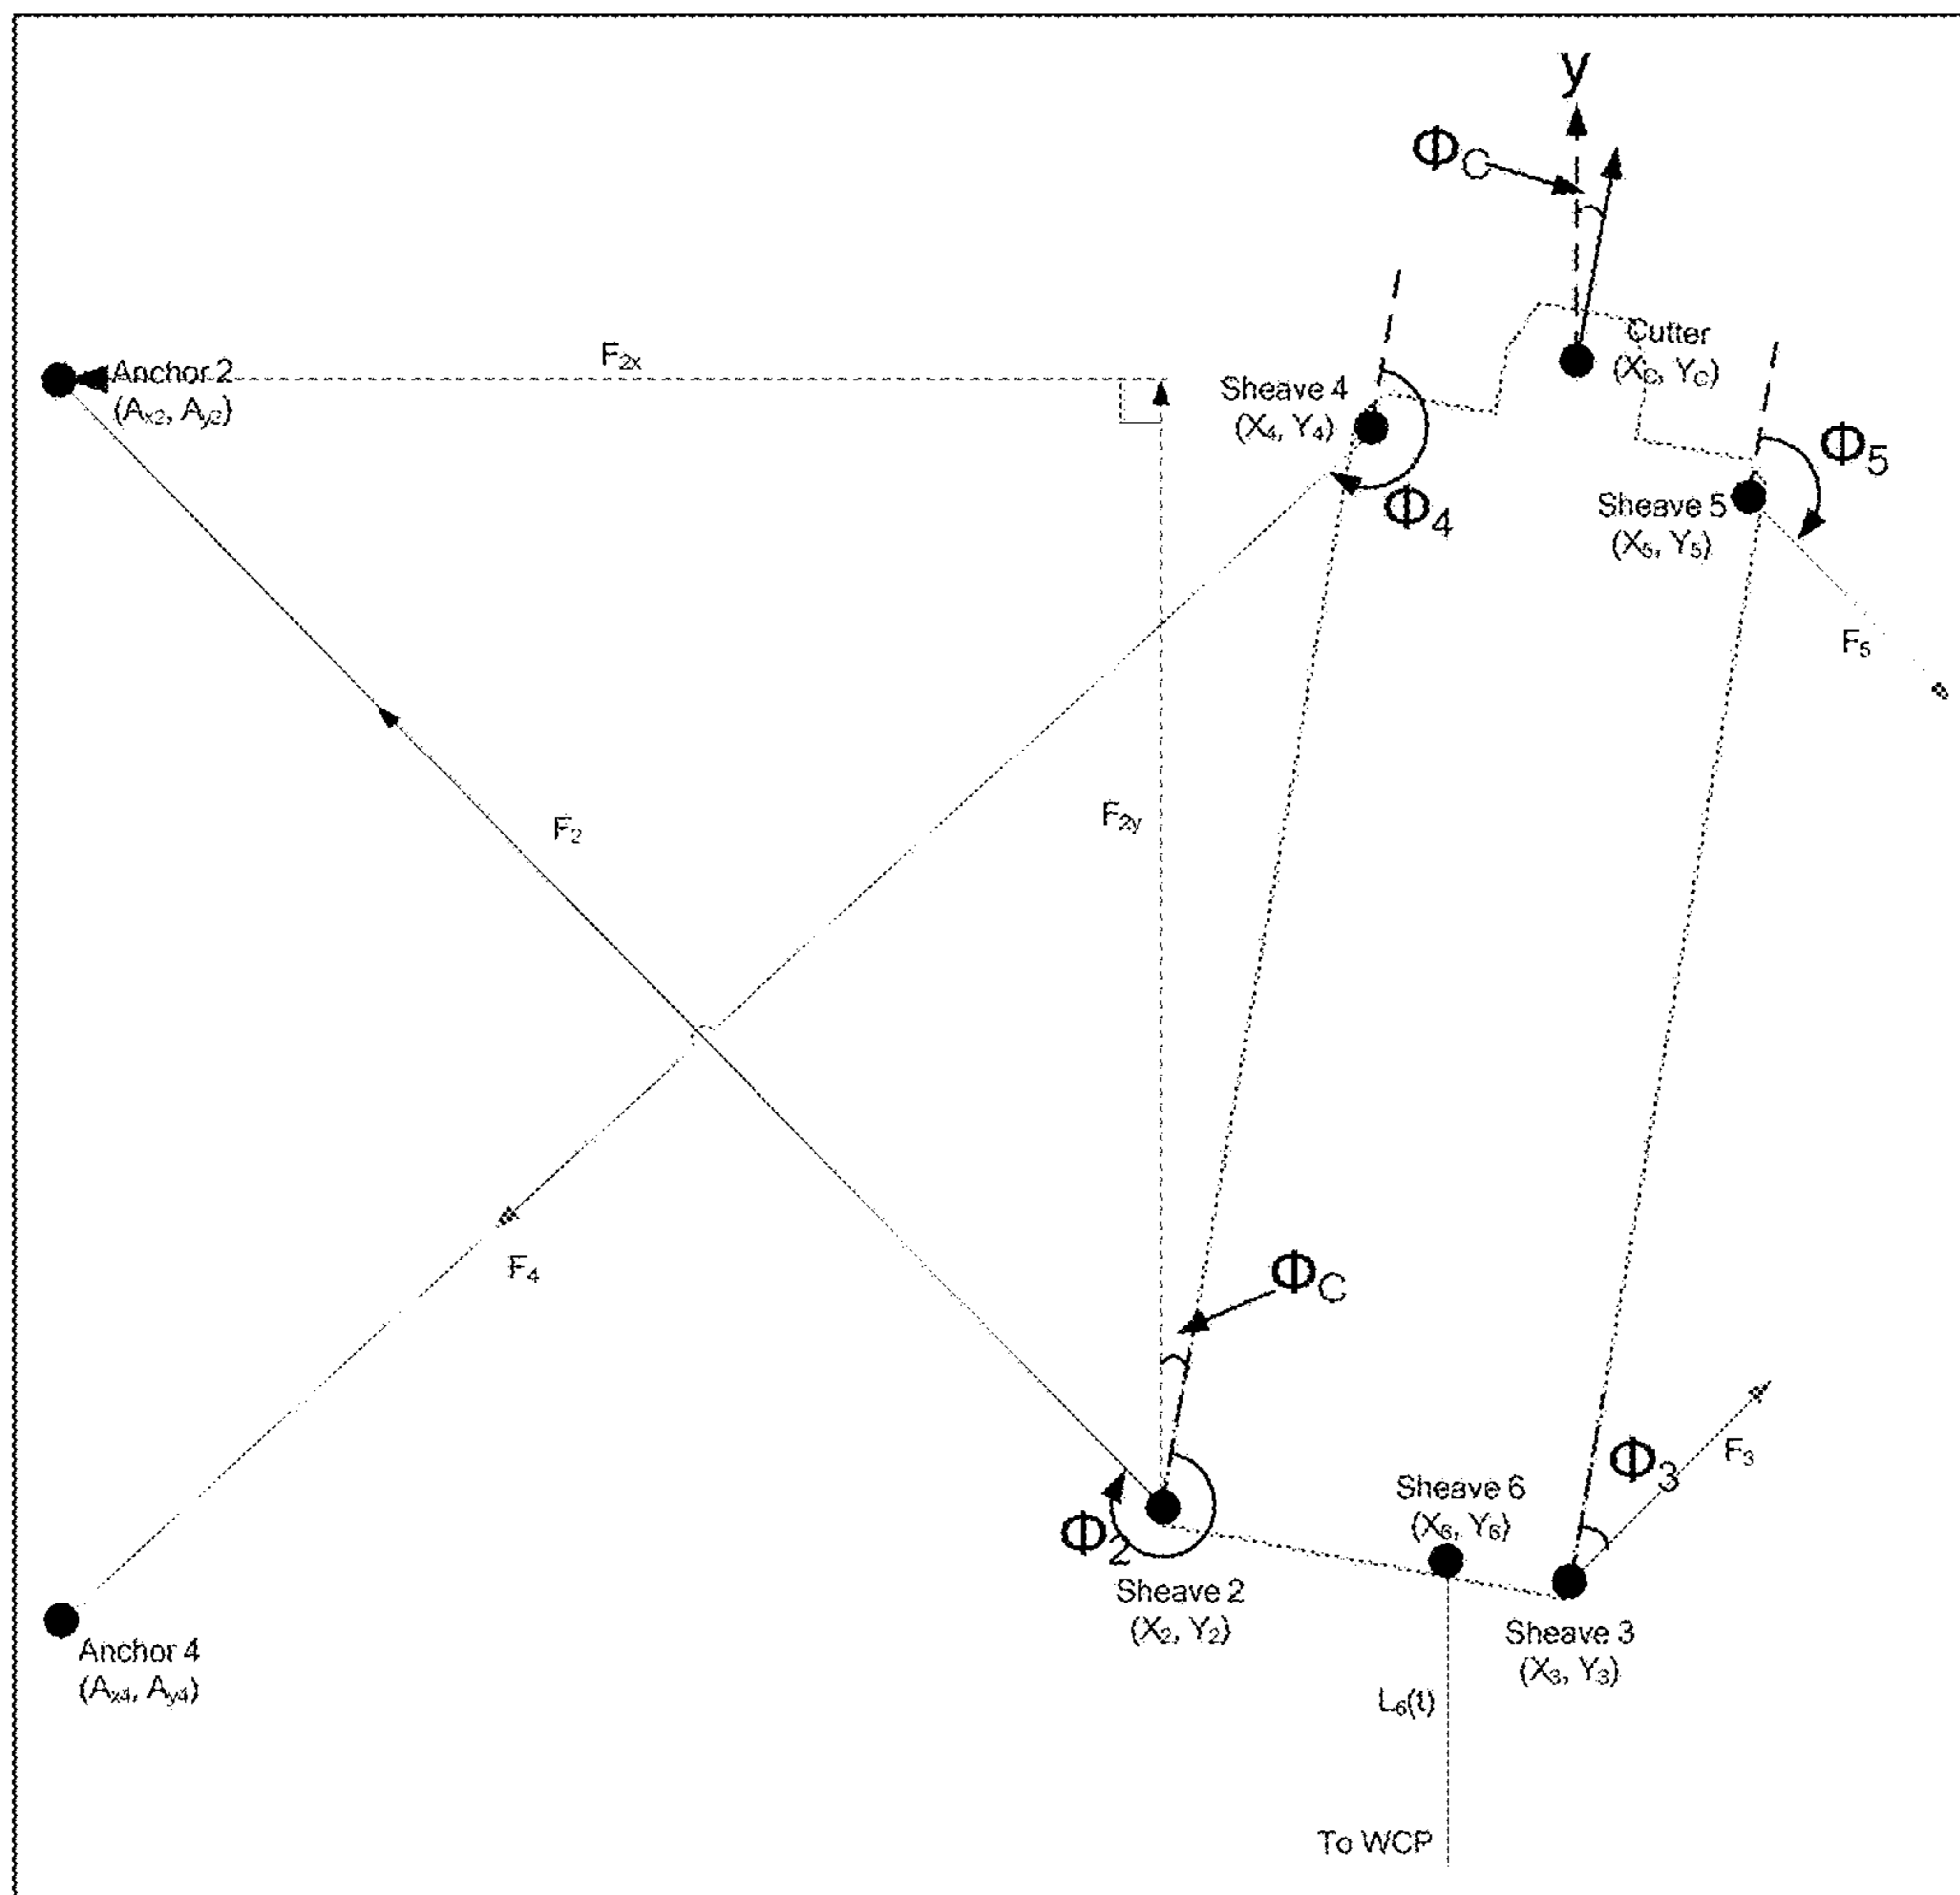 y
ΦC
Cutter
(XC, YC)
F2x
Anchor 2
(Ax2, Ay2)
Sheave 4
(X4, Y4)
Φ4
Φ5
Sheave 5
(X5, Y5)
F5
F2
F2y
F4
ΦC
Φ3
F3
Sheave 6
(X6, Y6)
Φ2
Sheave 2
(X2, Y2)
Sheave 3
(X3, Y3)
Anchor 4
(Ax4, Ay4)
L6(t)
To WCP